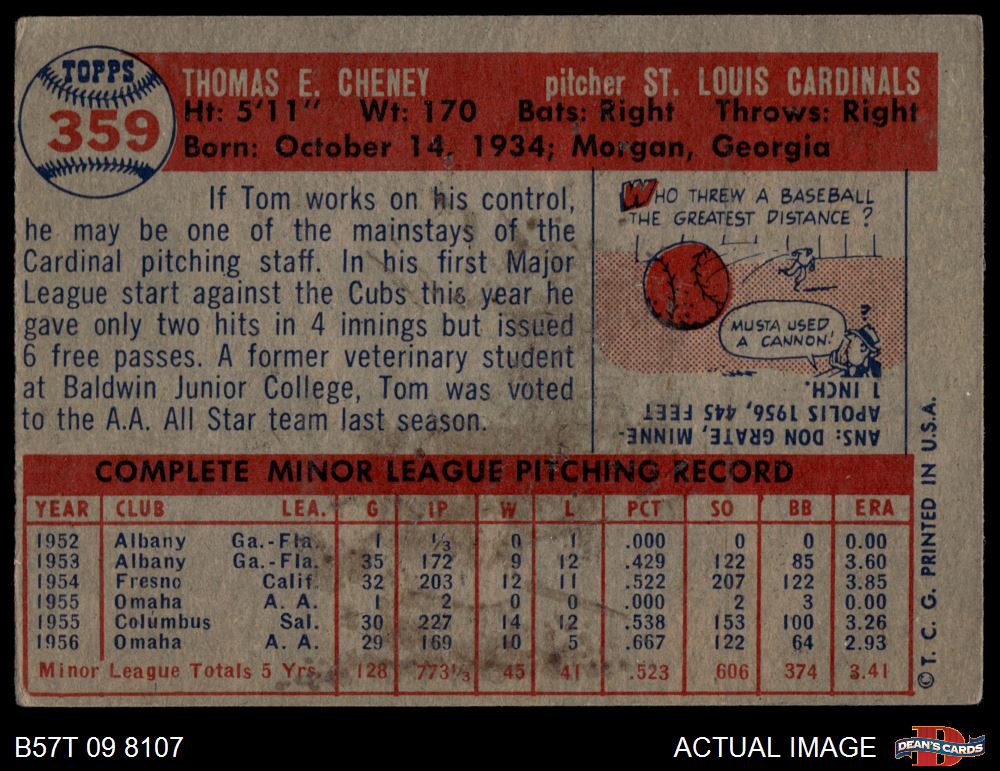 TOPPS
359
THOMAS E. CHENEY pitcher ST. LOUIS CARDINALS
Ht: 5'11" Wt: 170 Bats: Right Throws: Right
Born: October 14, 1934; Morgan, Georgia
If Tom works on his control,
he may be one of the mainstays of the
Cardinal pitching staff. In his first Major
League start against the Cubs this year he
gave only two hits in 4 innings but issued
6 free passes. A former veterinary student
at Baldwin Junior College, Tom was voted
to the A.A. All Star team last season.
WHO THREW A BASEBALL
THE GREATEST DISTANCE ?
MUSTA USED
A CANNON!
ANS: DON GRATE, MINNE-
APOLIS 1956, 445 FEET
1 INCH.
COMPLETE MINOR LEAGUE PITCHING RECORD
YEAR CLUB LEA. G IP W L PCT SO BB ERA
1952 Albany Ga.-Fla. 1 ⅓ 0 1 .000 0 0 0.00
1953 Albany Ga.-Fla. 35 172 9 12 .429 122 85 3.60
1954 Fresno Calif. 32 203 12 11 .522 207 122 3.85
1955 Omaha A. A. 1 2 0 0 .000 2 3 0.00
1955 Columbus Sal. 30 227 14 12 .538 153 100 3.26
1956 Omaha A. A. 29 169 10 5 .667 122 64 2.93
Minor League Totals 5 Yrs. 128 773⅓ 45 41 .523 606 374 3.41
© T. C. G. PRINTED IN U.S.A.
B57T 09 8107 ACTUAL IMAGE
D
DEAN'S CARDS